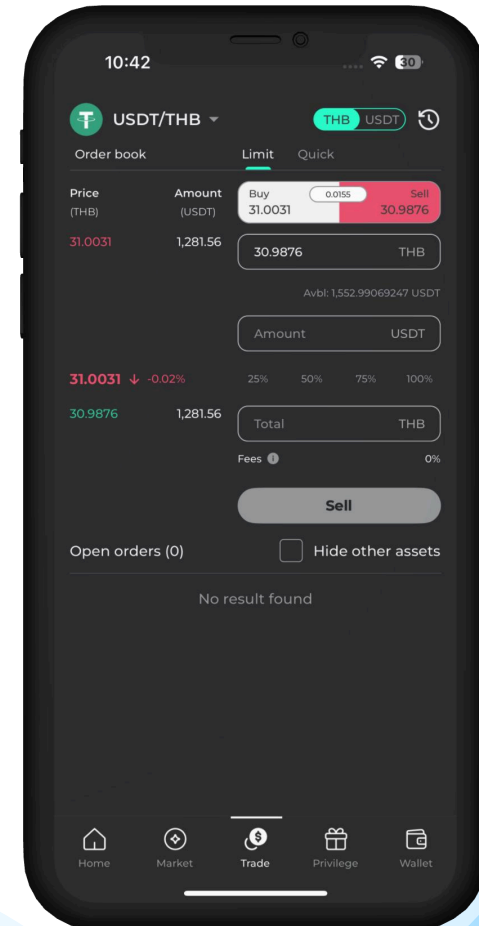 10:42
30
USDT/THB
THB USDT
Order book
Limit Quick
Price Amount
(THB) (USDT)
31.0031 1,281.56
Buy 0.0155 Sell
31.0031 30.9876
30.9876 THB
Avbl: 1,552.99069247 USDT
Amount USDT
31.0031 ↓ -0.02%
25% 50% 75% 100%
30.9876 1,281.56
Total THB
Fees 0%
Sell
Open orders (0)
Hide other assets
No result found
Home Market Trade Privilege Wallet